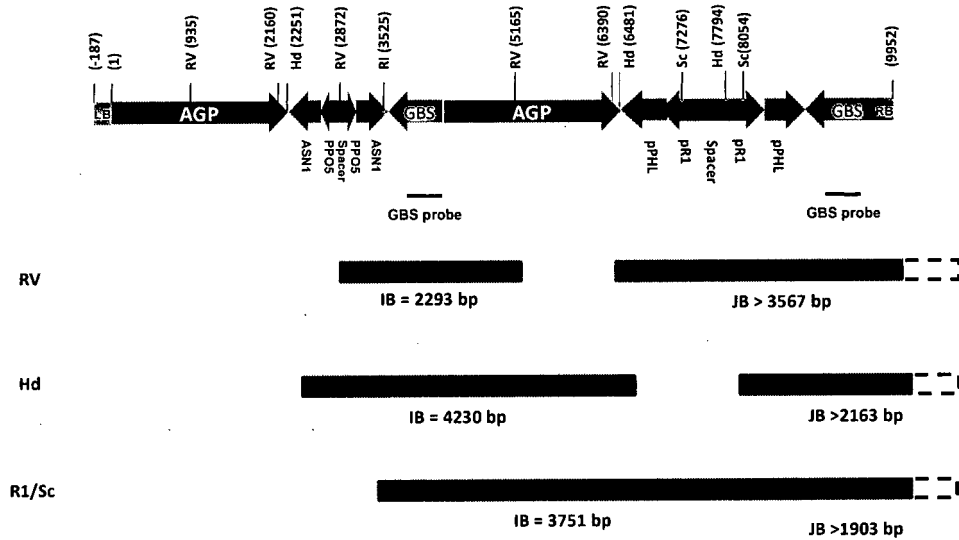 (-187) (1) RV (935) RV (2160) Hd (2251) RV (2872) RI (3525) RV (5165) RV (6390) Hd (6481) Sc (7276) Hd (7794) Sc(8054) (9952)
LB AGP GBS AGP GBS RB
ASN1 PPO5 Spacor PPO5 ASN1 pPHL pR1 Spacer pR1 pPHL
GBS probe GBS probe
RV
IB = 2293 bp JB > 3567 bp
Hd
IB = 4230 bp JB >2163 bp
R1/Sc
IB = 3751 bp JB >1903 bp